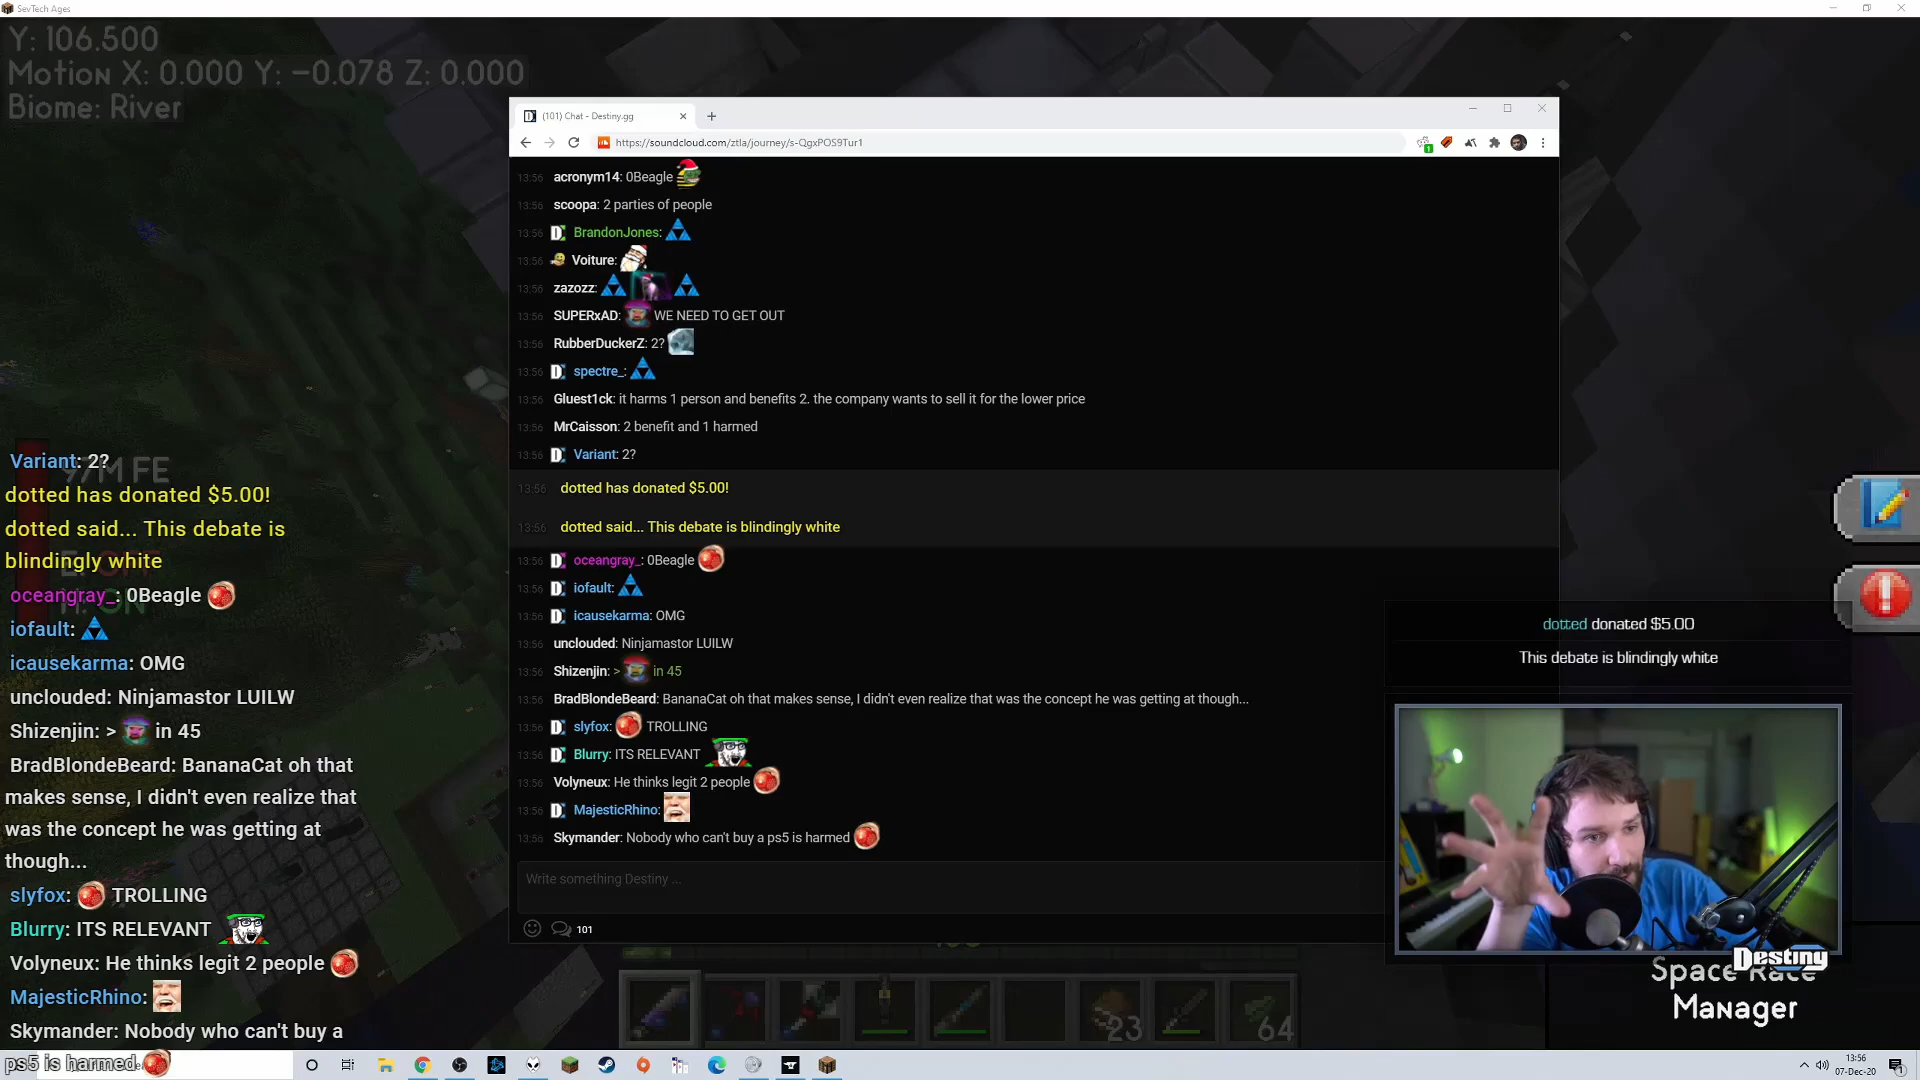 SevTech Ages
Y: 106.500
Motion X: 0.000 Y: -0.078 Z: 0.000
Biome: River
(101) Chat - Destiny.gg
https://soundcloud.com/ztla/journey/s-QgxPOS9Tur1
13:56 acronym14: 0Beagle
13:56 scoopa: 2 parties of people
13:56 BrandonJones:
13:56 Voiture:
13:56 zazozz:
13:56 SUPERxAD: WE NEED TO GET OUT
13:56 RubberDuckerZ: 2?
13:56 spectre_:
13:56 Gluest1ck: it harms 1 person and benefits 2. the company wants to sell it for the lower price
13:56 MrCaisson: 2 benefit and 1 harmed
13:56 Variant: 2?
13:56 dotted has donated $5.00!
13:56 dotted said... This debate is blindingly white
13:56 oceangray_: 0Beagle
13:56 iofault:
13:56 icausekarma: OMG
13:56 unclouded: Ninjamastor LUILW
13:56 Shizenjin: > in 45
13:56 BradBlondeBeard: BananaCat oh that makes sense, I didn't even realize that was the concept he was getting at though...
13:56 slyfox: TROLLING
13:56 Blurry: ITS RELEVANT
13:56 Volyneux: He thinks legit 2 people
13:56 MajesticRhino:
13:56 Skymander: Nobody who can't buy a ps5 is harmed
Write something Destiny ...
101
Variant: 2?
M FE
dotted has donated $5.00!
dotted said... This debate is
blindingly white
oceangray_: 0Beagle
iofault:
icausekarma: OMG
unclouded: Ninjamastor LUILW
Shizenjin: > in 45
BradBlondeBeard: BananaCat oh that
makes sense, I didn't even realize that
was the concept he was getting at
though...
slyfox: TROLLING
Blurry: ITS RELEVANT
Volyneux: He thinks legit 2 people
MajesticRhino:
Skymander: Nobody who can't buy a
ps5 is harmed
dotted donated $5.00
This debate is blindingly white
Destiny
Space Race
Manager
23
64
13:56
07-Dec-20